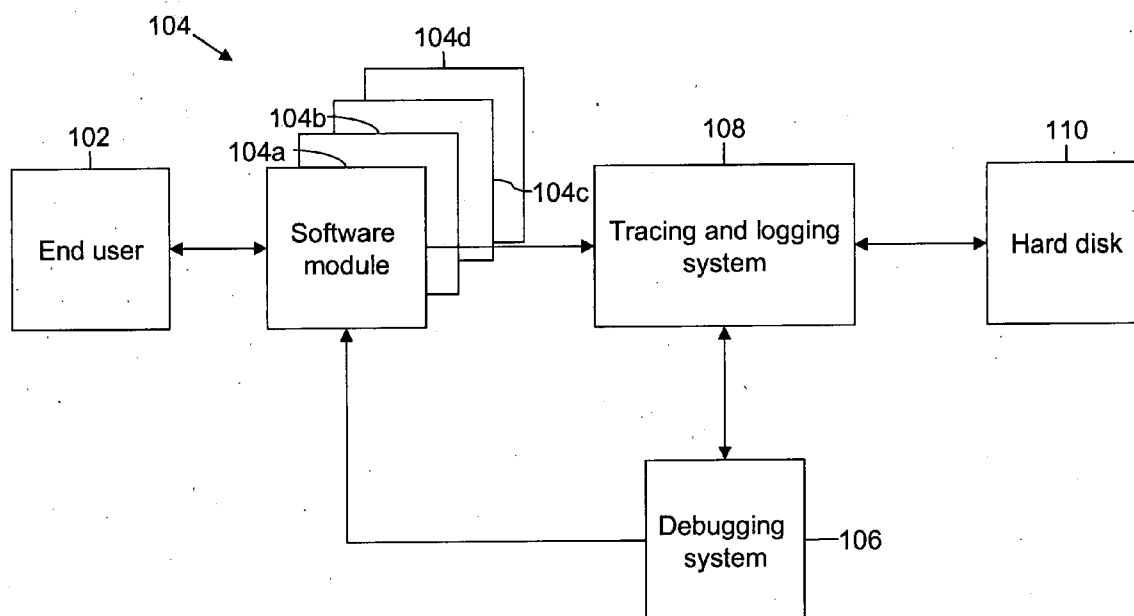 104
104d
104b
104a
104c
102
108
110
End user
Software
module
Tracing and logging
system
Hard disk
Debugging
system
106